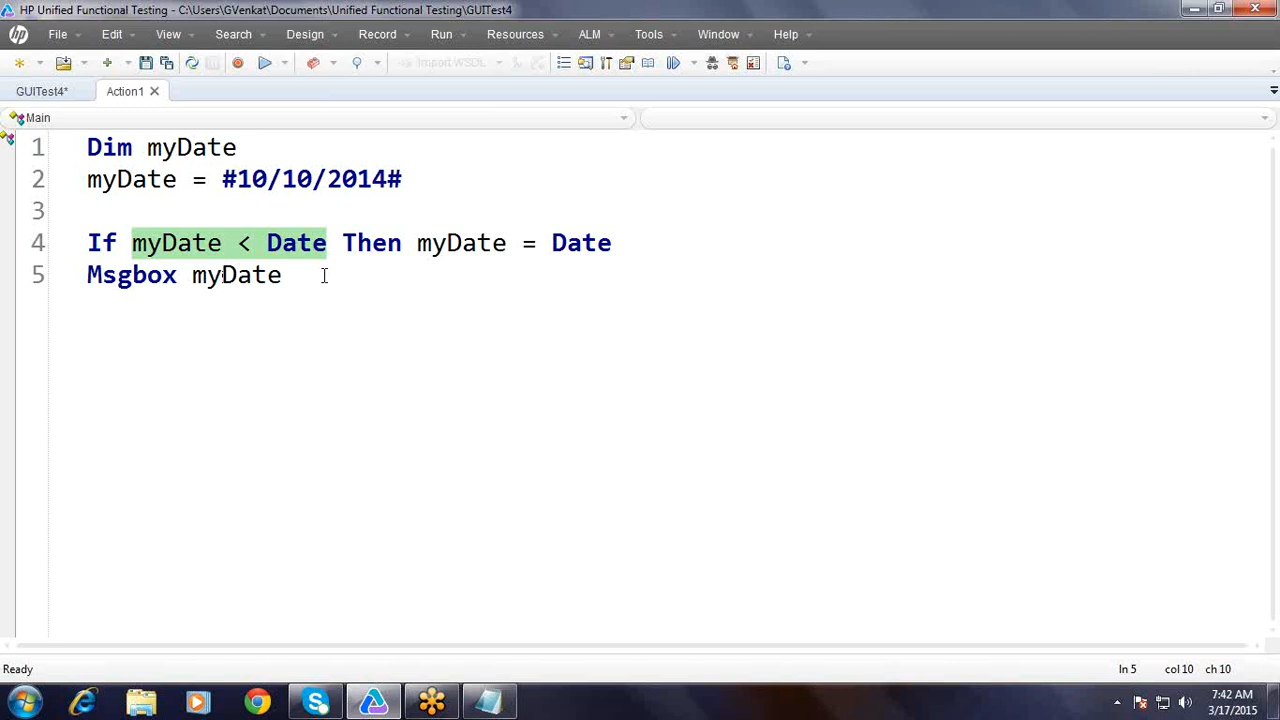 HP Unified Functional Testing - C:\Users\GVenkat\Documents\Unified Functional Testing\GUITest4
hp File Edit View Search Design Record Run Resources ALM Tools Window Help
Import WSDL
GUITest4* Action1
Main
1 Dim myDate
2 myDate = #10/10/2014#
3
4 If myDate < Date Then myDate = Date
5 Msgbox myDate
Ready ln 5 col 10 ch 10
7:42 AM
3/17/2015